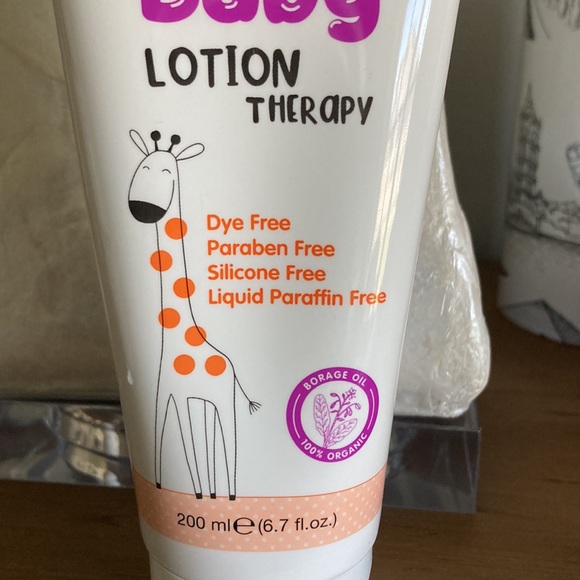 Baby
LOTION
THERAPY
Dye Free
Paraben Free
Silicone Free
Liquid Paraffin Free
BORAGE OIL
100% ORGANIC
200 ml℮(6.7 fl.oz.)